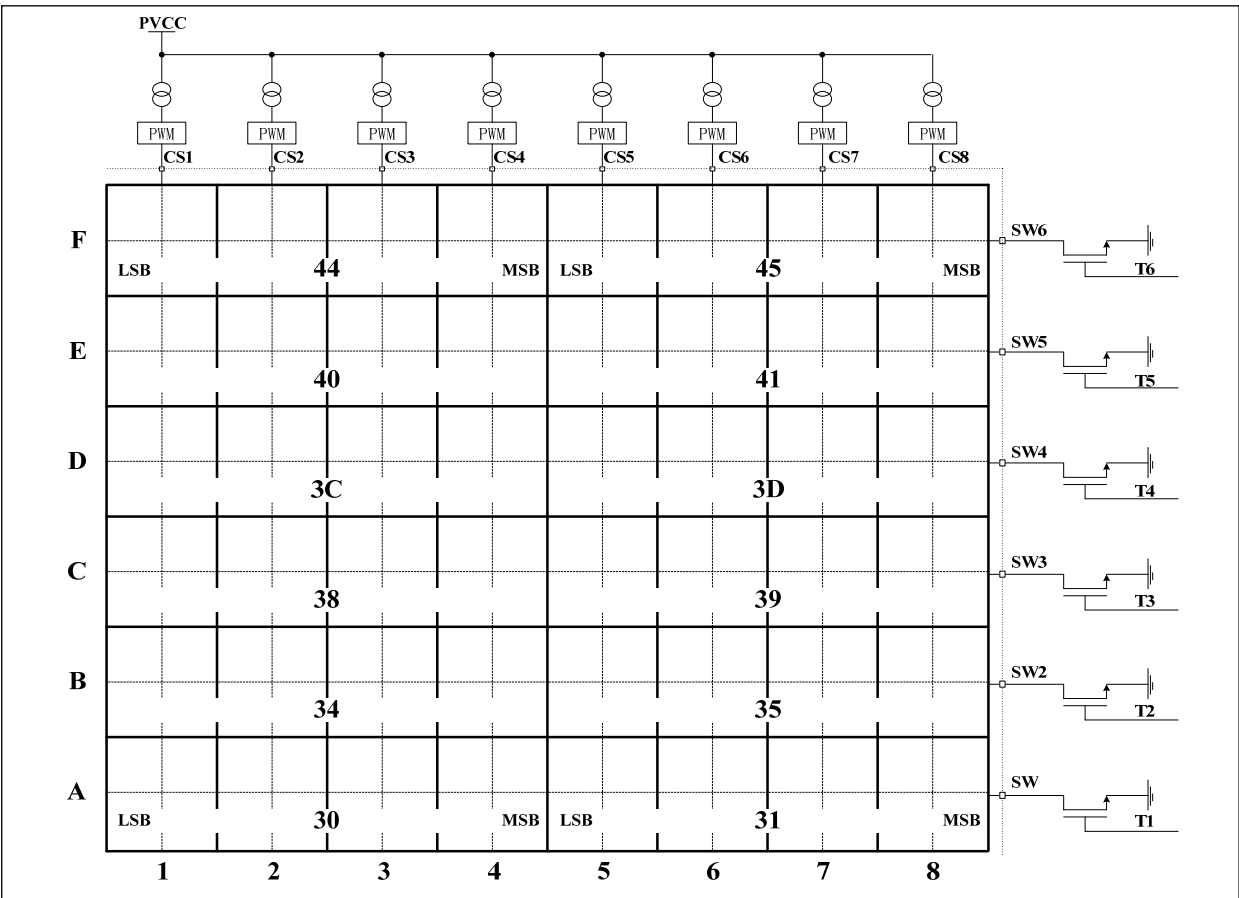 PVCC
PWM PWM PWM PWM PWM PWM PWM PWM
CS1 CS2 CS3 CS4 CS5 CS6 CS7 CS8
F SW6
LSB 44 MSB LSB 45 MSB T6
E SW5
40 41 T5
D SW4
3C 3D T4
C SW3
38 39 T3
B SW2
34 35 T2
A SW
LSB 30 MSB LSB 31 MSB T1
1 2 3 4 5 6 7 8